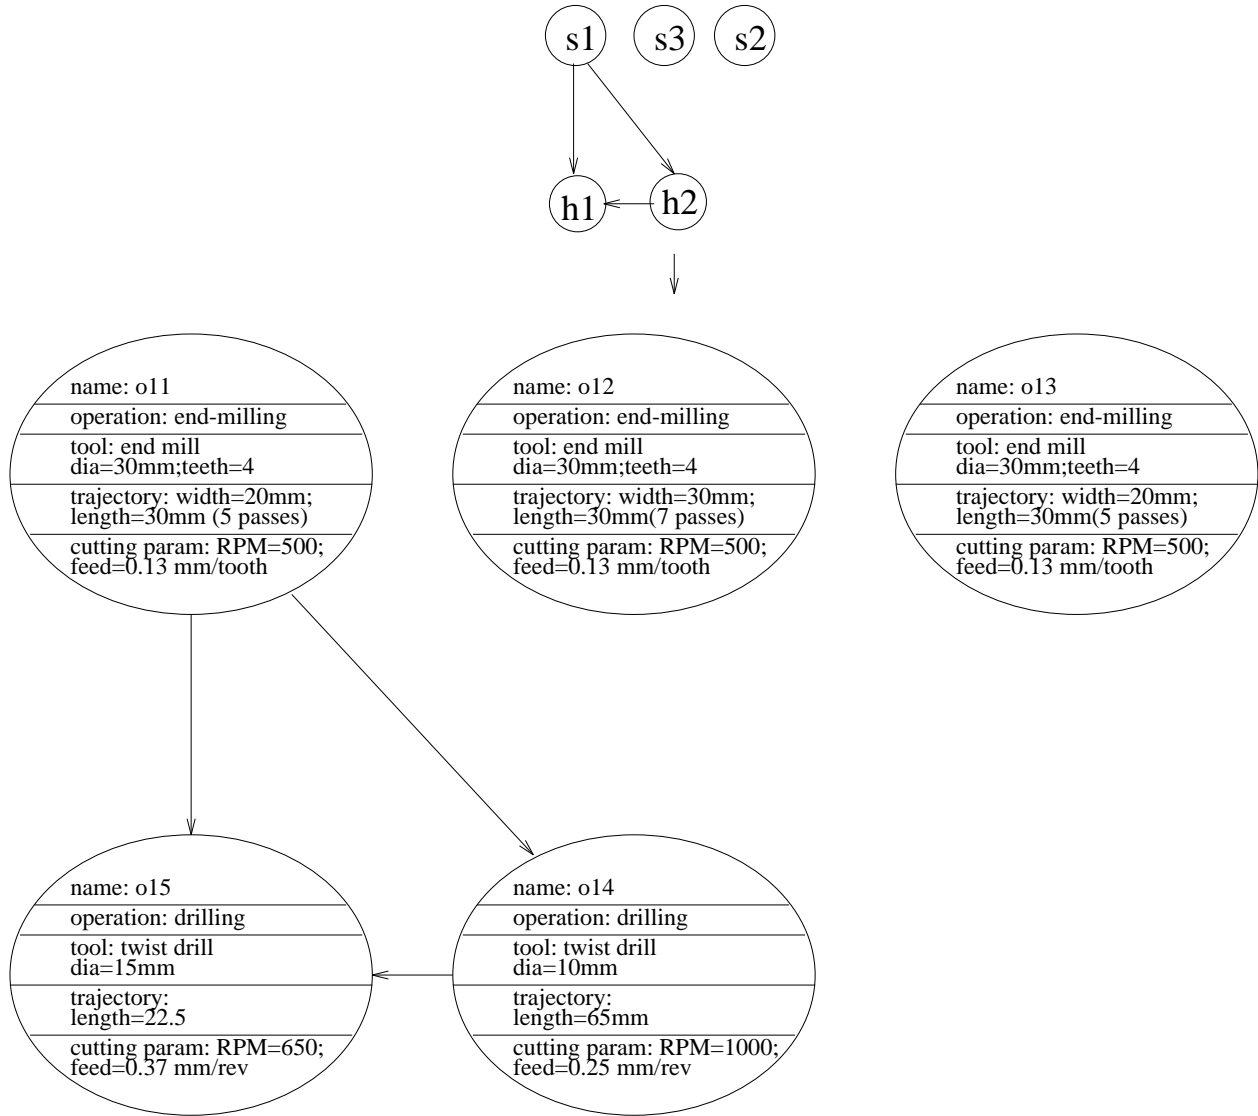 s1
s3
s2
h1
h2
name: o11
operation: end-milling
tool: end mill
dia=30mm;teeth=4
trajectory: width=20mm;
length=30mm (5 passes)
cutting param: RPM=500;
feed=0.13 mm/tooth
name: o12
operation: end-milling
tool: end mill
dia=30mm;teeth=4
trajectory: width=30mm;
length=30mm(7 passes)
cutting param: RPM=500;
feed=0.13 mm/tooth
name: o13
operation: end-milling
tool: end mill
dia=30mm;teeth=4
trajectory: width=20mm;
length=30mm(5 passes)
cutting param: RPM=500;
feed=0.13 mm/tooth
name: o15
operation: drilling
tool: twist drill
dia=15mm
trajectory:
length=22.5
cutting param: RPM=650;
feed=0.37 mm/rev
name: o14
operation: drilling
tool: twist drill
dia=10mm
trajectory:
length=65mm
cutting param: RPM=1000;
feed=0.25 mm/rev